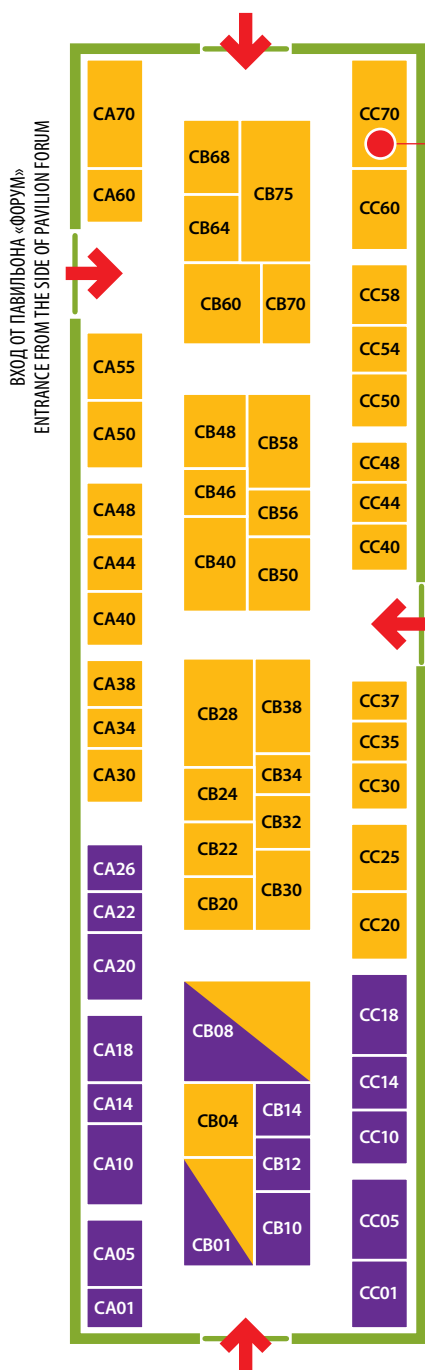 ВХОД ОТ ПАВИЛЬОНА «ФОРУМ»
ENTRANCE FROM THE SIDE OF PAVILION FORUM
CA70
CA60
CA55
CA50
CA48
CA44
CA40
CA38
CA34
CA30
CA26
CA22
CA20
CA18
CA14
CA10
CA05
CA01
CB68
CB75
CB64
CB60
CB70
CB48
CB58
CB46
CB56
CB40
CB50
CB28
CB38
CB24
CB34
CB32
CB22
CB20
CB30
CB08
CB04
CB14
CB12
CB01
CB10
CC70
CC60
CC58
CC54
CC50
CC48
CC44
CC40
CC37
CC35
CC30
CC25
CC20
CC18
CC14
CC10
CC05
CC01